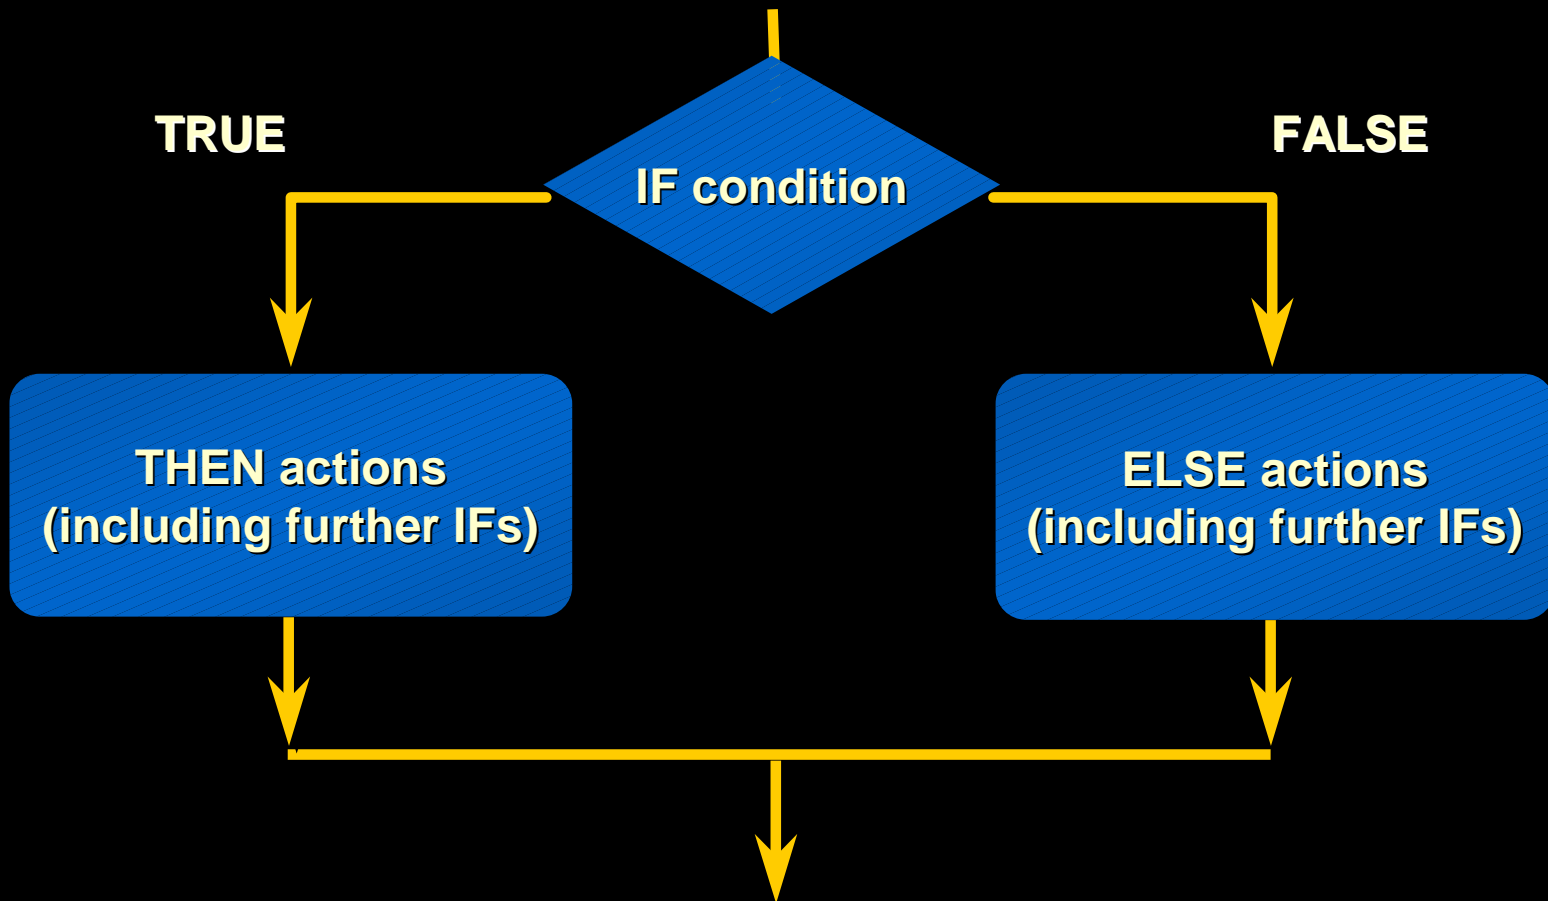 TRUE
FALSE
IF condition
THEN actions
(including further IFs)
ELSE actions
(including further IFs)